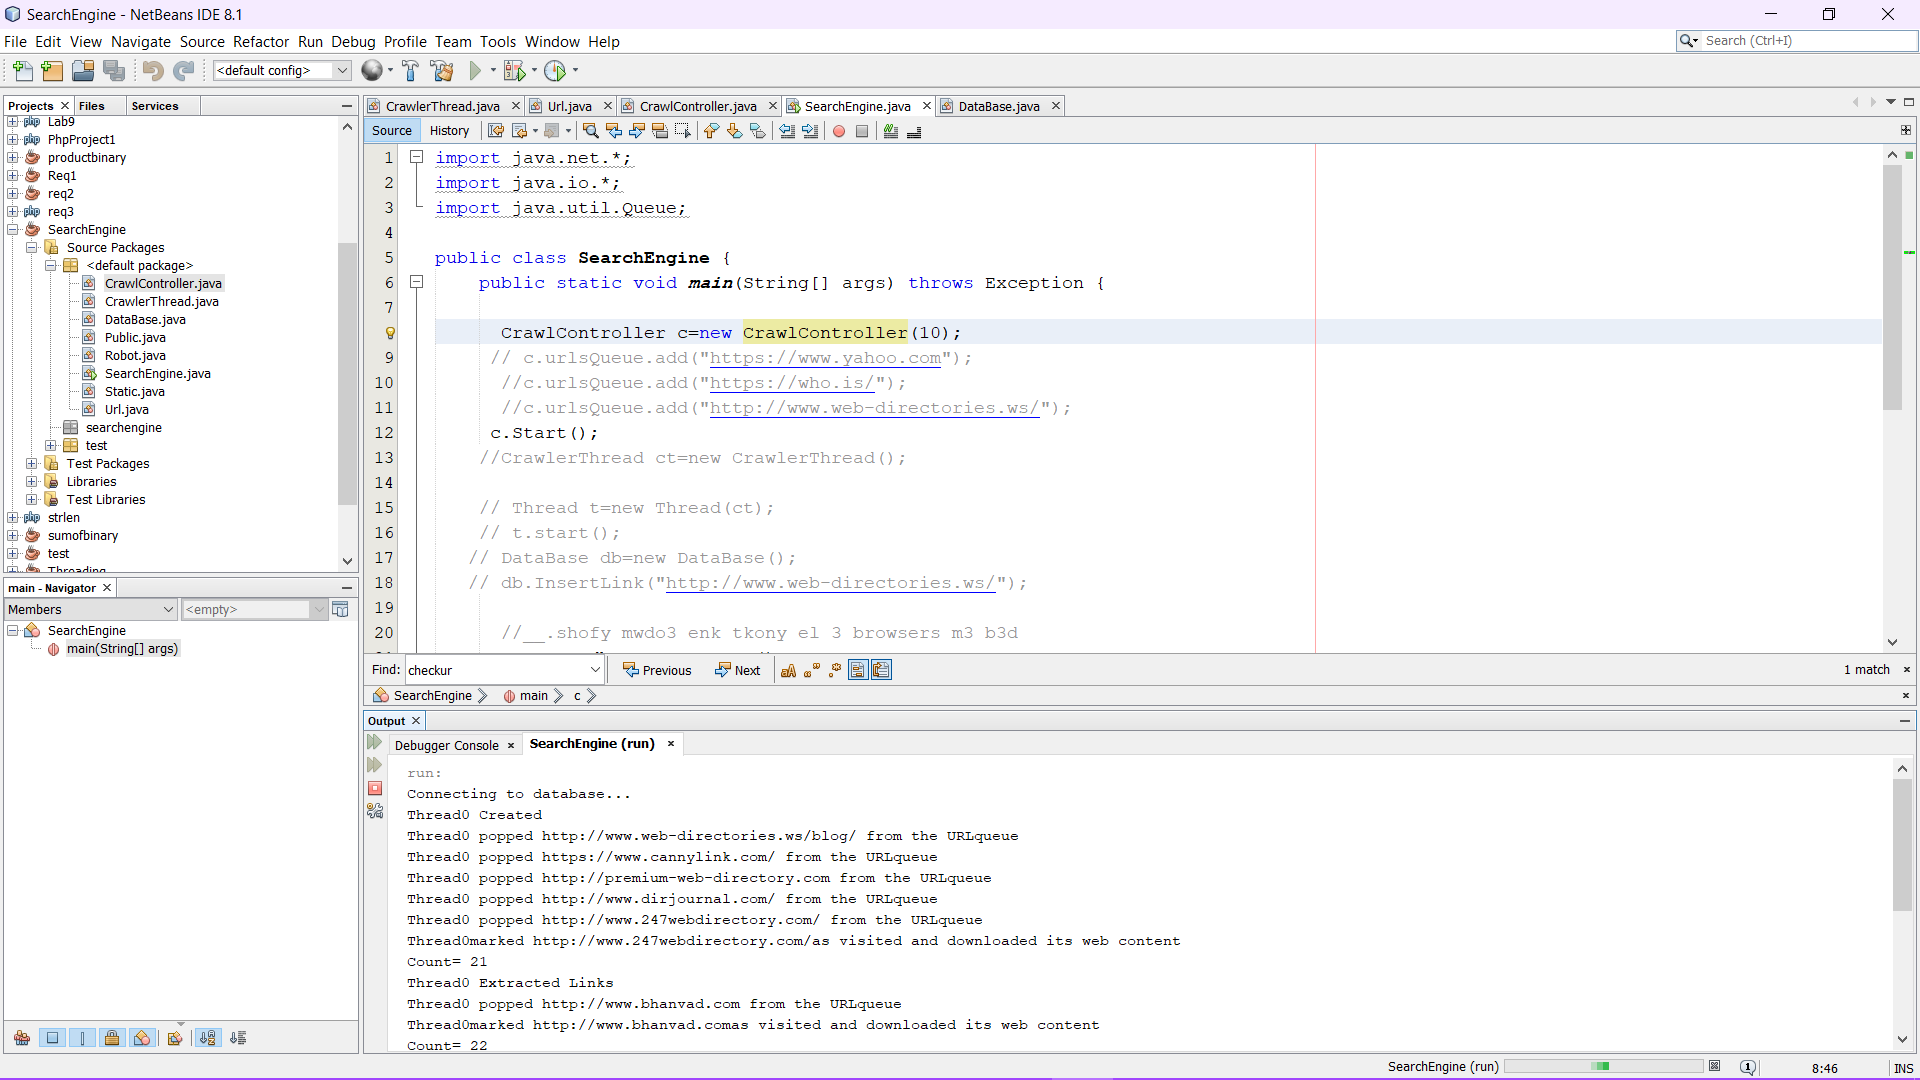 SearchEngine - NetBeans IDE 8.1
File Edit View Navigate Source Refactor Run Debug Profile Team Tools Window Help
Search (Ctrl+I)
<default config>
Projects
Files
Services
Lab9
PhpProject1
productbinary
Req1
req2
req3
SearchEngine
Source Packages
<default package>
CrawlController.java
CrawlerThread.java
DataBase.java
Public.java
Robot.java
SearchEngine.java
Static.java
Url.java
searchengine
test
Test Packages
Libraries
Test Libraries
strlen
sumofbinary
test
Threading
main - Navigator
Members
<empty>
SearchEngine
main(String[] args)
CrawlerThread.java
Url.java
CrawlController.java
SearchEngine.java
DataBase.java
Source
History
1 import java.net.*;
2 import java.io.*;
3 import java.util.Queue;
4
5 public class SearchEngine {
6 public static void main(String[] args) throws Exception {
7
CrawlController c=new CrawlController(10);
9 // c.urlsQueue.add("https://www.yahoo.com");
10 //c.urlsQueue.add("https://who.is/");
11 //c.urlsQueue.add("http://www.web-directories.ws/");
12 c.Start();
13 //CrawlerThread ct=new CrawlerThread();
14
15 // Thread t=new Thread(ct);
16 // t.start();
17 // DataBase db=new DataBase();
18 // db.InsertLink("http://www.web-directories.ws/");
19
20 //__.shofy mwdo3 enk tkony el 3 browsers m3 b3d
Find: checkur
Previous
Next
1 match
SearchEngine
main
c
Output
Debugger Console
SearchEngine (run)
run:
Connecting to database...
Thread0 Created
Thread0 popped http://www.web-directories.ws/blog/ from the URLqueue
Thread0 popped https://www.cannylink.com/ from the URLqueue
Thread0 popped http://premium-web-directory.com from the URLqueue
Thread0 popped http://www.dirjournal.com/ from the URLqueue
Thread0 popped http://www.247webdirectory.com/ from the URLqueue
Thread0marked http://www.247webdirectory.com/as visited and downloaded its web content
Count= 21
Thread0 Extracted Links
Thread0 popped http://www.bhanvad.com from the URLqueue
Thread0marked http://www.bhanvad.comas visited and downloaded its web content
Count= 22
SearchEngine (run)
8:46
INS